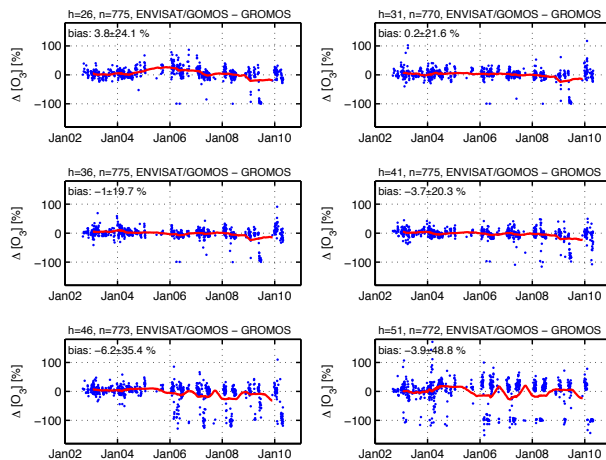 h=26, n=775, ENVISAT/GOMOS − GROMOS
bias: 3.8±24.1 %
Δ [O₃] [%]
100
0
−100
Jan02 Jan04 Jan06 Jan08 Jan10
h=31, n=770, ENVISAT/GOMOS − GROMOS
bias: 0.2±21.6 %
Δ [O₃] [%]
100
0
−100
Jan02 Jan04 Jan06 Jan08 Jan10
h=36, n=775, ENVISAT/GOMOS − GROMOS
bias: −1±19.7 %
Δ [O₃] [%]
100
0
−100
Jan02 Jan04 Jan06 Jan08 Jan10
h=41, n=775, ENVISAT/GOMOS − GROMOS
bias: −3.7±20.3 %
Δ [O₃] [%]
100
0
−100
Jan02 Jan04 Jan06 Jan08 Jan10
h=46, n=773, ENVISAT/GOMOS − GROMOS
bias: −6.2±35.4 %
Δ [O₃] [%]
100
0
−100
Jan02 Jan04 Jan06 Jan08 Jan10
h=51, n=772, ENVISAT/GOMOS − GROMOS
bias: −3.9±48.8 %
Δ [O₃] [%]
100
0
−100
Jan02 Jan04 Jan06 Jan08 Jan10